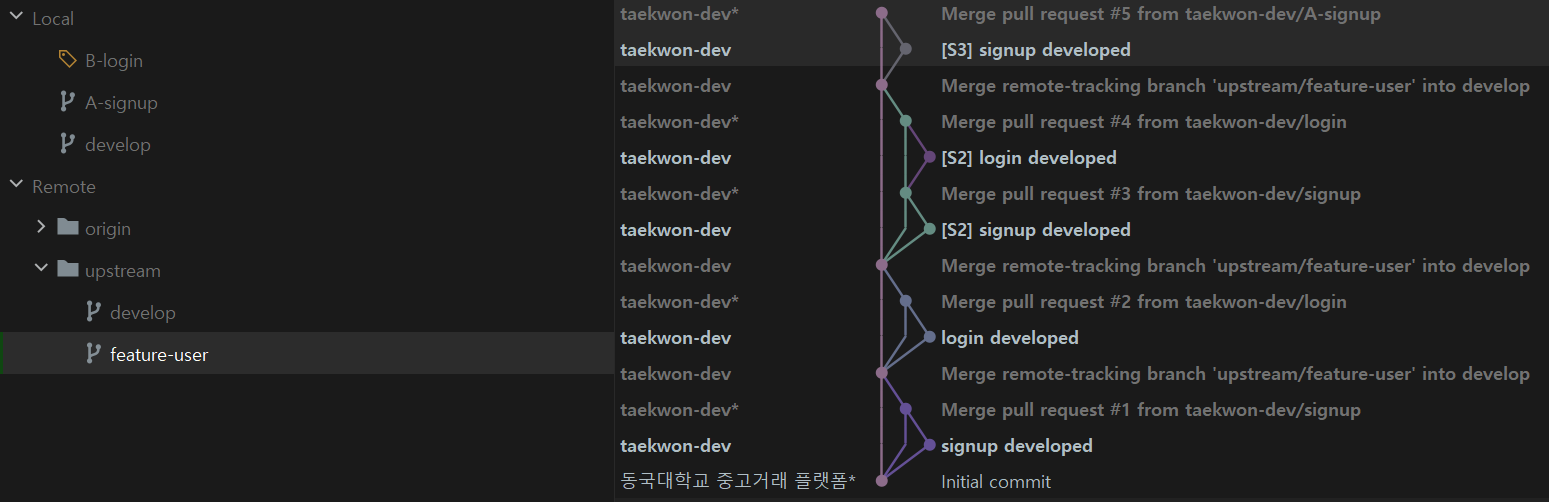 Local
B-login
A-signup
develop
Remote
origin
upstream
develop
feature-user
taekwon-dev* Merge pull request #5 from taekwon-dev/A-signup
taekwon-dev [S3] signup developed
taekwon-dev Merge remote-tracking branch 'upstream/feature-user' into develop
taekwon-dev* Merge pull request #4 from taekwon-dev/login
taekwon-dev [S2] login developed
taekwon-dev* Merge pull request #3 from taekwon-dev/signup
taekwon-dev [S2] signup developed
taekwon-dev Merge remote-tracking branch 'upstream/feature-user' into develop
taekwon-dev* Merge pull request #2 from taekwon-dev/login
taekwon-dev login developed
taekwon-dev Merge remote-tracking branch 'upstream/feature-user' into develop
taekwon-dev* Merge pull request #1 from taekwon-dev/signup
taekwon-dev signup developed
동국대학교 중고거래 플랫폼* Initial commit